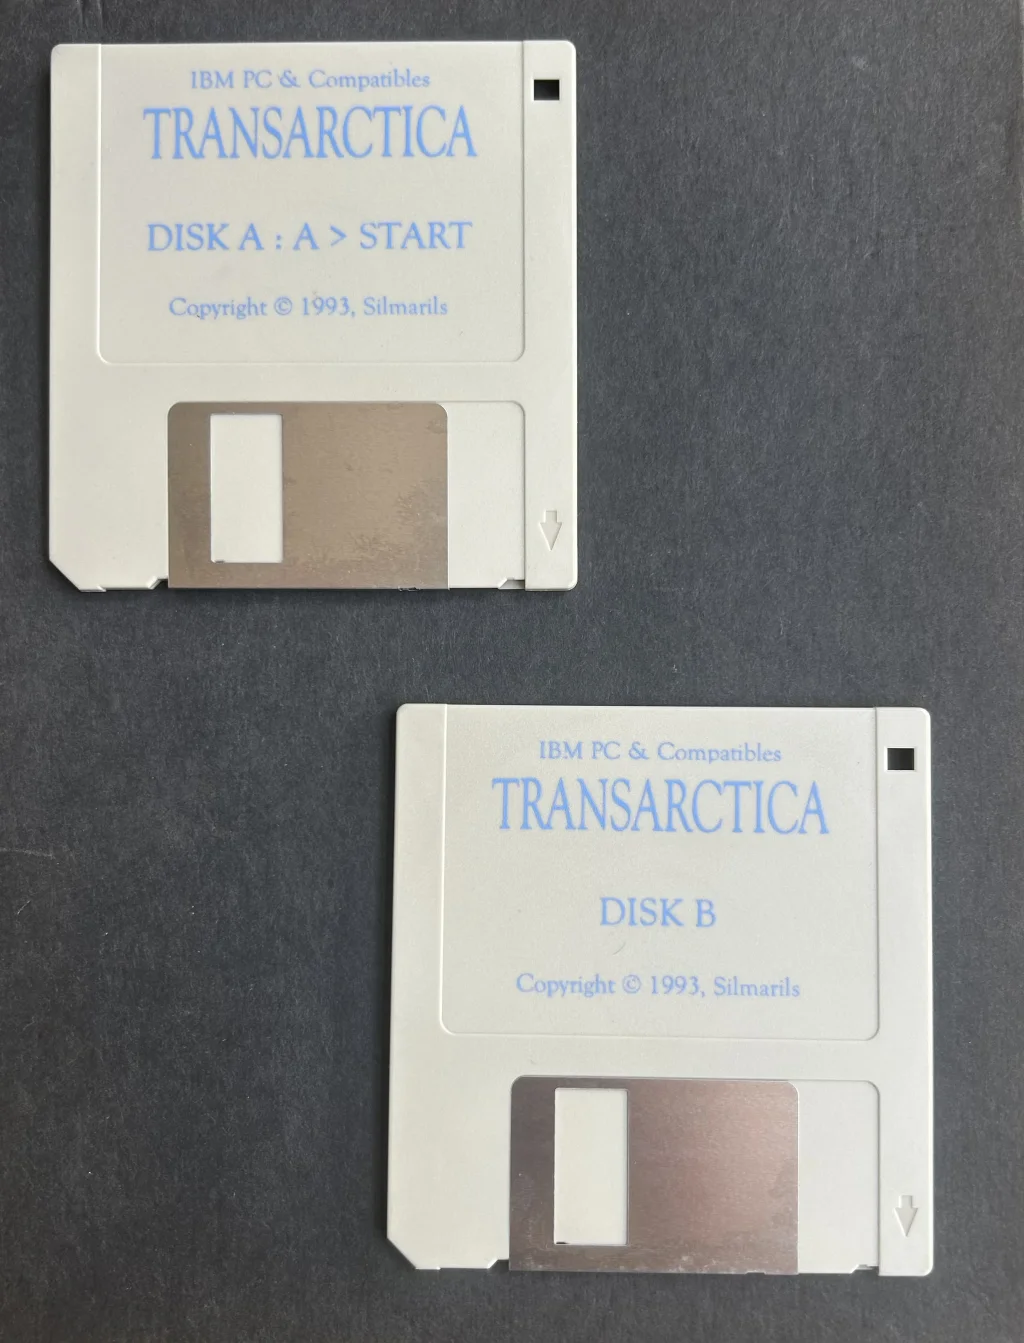 IBM PC & Compatibles
TRANSARCTICA
DISK A : A > START
Copyright © 1993, Silmarils
IBM PC & Compatibles
TRANSARCTICA
DISK B
Copyright © 1993, Silmarils